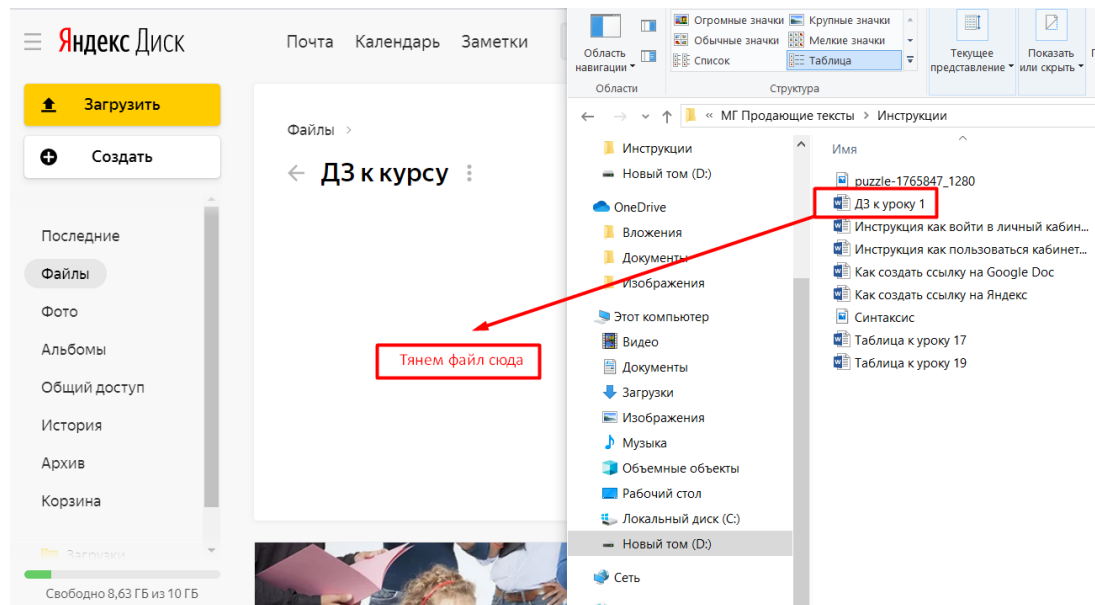 Яндекс Диск
Почта Календарь Заметки
Загрузить
Создать
Последние
Файлы
Фото
Альбомы
Общий доступ
История
Архив
Корзина
Загрузки
Свободно 8,63 ГБ из 10 ГБ
Файлы >
ДЗ к курсу
Тянем файл сюда
Область
навигации
Области
Огромные значки Крупные значки
Обычные значки Мелкие значки
Список Таблица
Структура
Текущее
представление
Показать
или скрыть
« МГ Продающие тексты > Инструкции
Инструкции
Новый том (D:)
OneDrive
Вложения
Документы
Изображения
Этот компьютер
Видео
Документы
Загрузки
Изображения
Музыка
Объемные объекты
Рабочий стол
Локальный диск (C:)
Новый том (D:)
Сеть
Имя
puzzle-1765847_1280
ДЗ к уроку 1
Инструкция как войти в личный кабин...
Инструкция как пользоваться кабинет...
Как создать ссылку на Google Doc
Как создать ссылку на Яндекс
Синтаксис
Таблица к уроку 17
Таблица к уроку 19